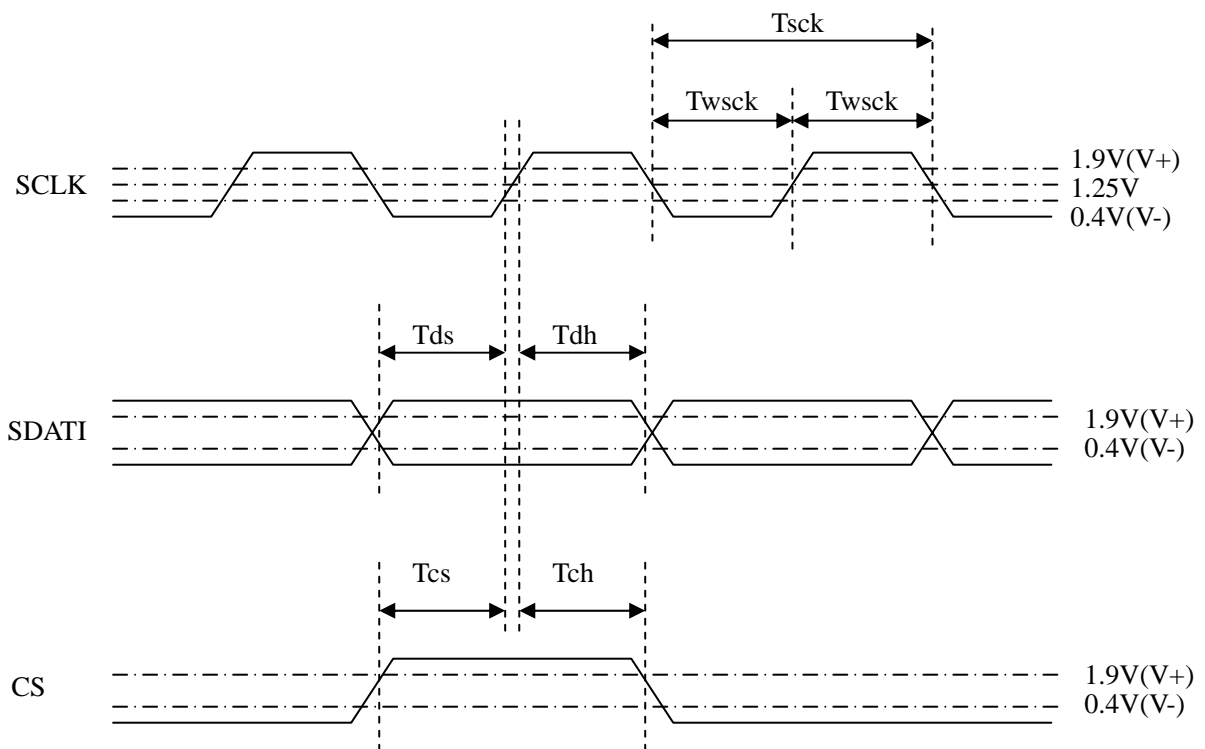 Tsck
Twsck Twsck
SCLK
1.9V(V+)
1.25V
0.4V(V-)
Tds Tdh
SDATI
1.9V(V+)
0.4V(V-)
Tcs Tch
CS
1.9V(V+)
0.4V(V-)